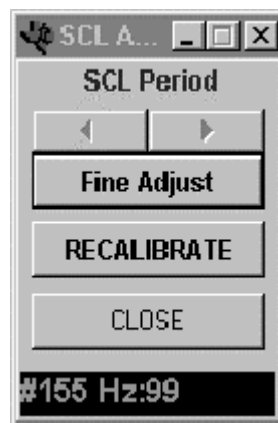 SCL A...
SCL Period
Fine Adjust
RECALIBRATE
CLOSE
#155 Hz:99